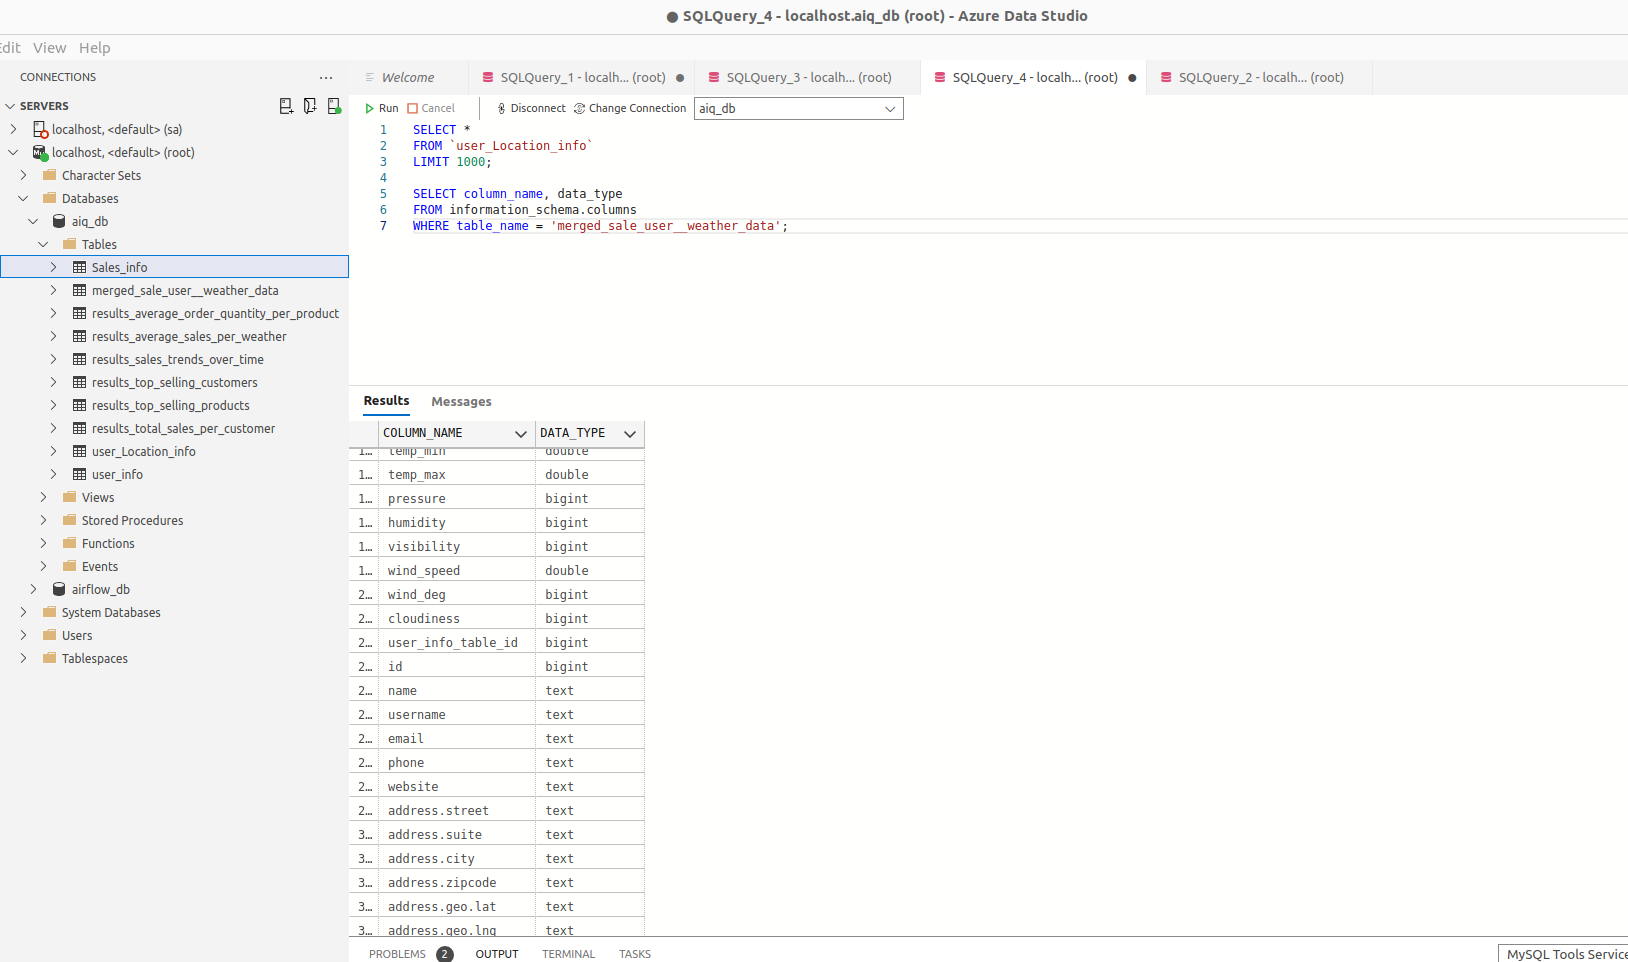 SQLQuery_4 - localhost.aiq_db (root) - Azure Data Studio
View Help
CONNECTIONS ...
Welcome
SQLQuery_1 - localh... (root)
SQLQuery_3 - localh... (root)
SQLQuery_4 - localh... (root)
SQLQuery_2 - localh... (root)
SERVERS
localhost, <default> (sa)
localhost, <default> (root)
Character Sets
Databases
aiq_db
Tables
Sales_info
merged_sale_user__weather_data
results_average_order_quantity_per_product
results_average_sales_per_weather
results_sales_trends_over_time
results_top_selling_customers
results_top_selling_products
results_total_sales_per_customer
user_Location_info
user_info
Views
Stored Procedures
Functions
Events
airflow_db
System Databases
Users
Tablespaces
Run Cancel Disconnect Change Connection aiq_db
1 SELECT *
2 FROM `user_Location_info`
3 LIMIT 1000;
4
5 SELECT column_name, data_type
6 FROM information_schema.columns
7 WHERE table_name = 'merged_sale_user__weather_data';
Results Messages
COLUMN_NAME DATA_TYPE
1... temp_min double
1... temp_max double
1... pressure bigint
1... humidity bigint
1... visibility bigint
1... wind_speed double
2... wind_deg bigint
2... cloudiness bigint
2... user_info_table_id bigint
2... id bigint
2... name text
2... username text
2... email text
2... phone text
2... website text
2... address.street text
3... address.suite text
3... address.city text
3... address.zipcode text
3... address.geo.lat text
3... address.geo.lng text
PROBLEMS 2 OUTPUT TERMINAL TASKS
MySQL Tools Service